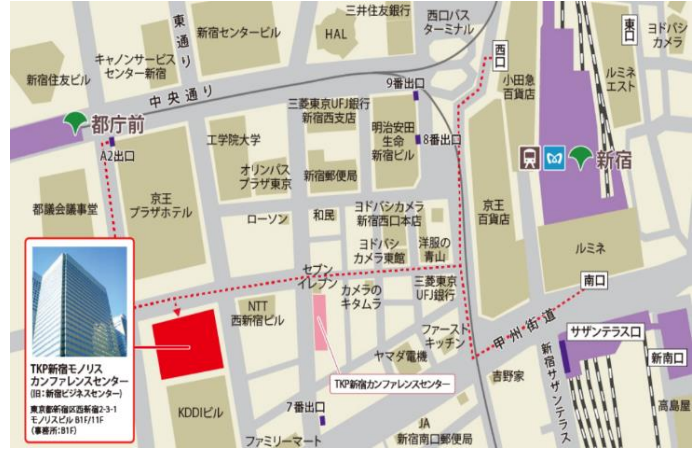 三井住友銀行
西口バス
ターミナル
東通り
新宿センタービル
HAL
西口
東口
ヨドバシ
カメラ
キャノンサービス
センター新宿
新宿住友ビル
中央通り
9番出口
小田急
百貨店
ルミネ
エスト
三菱東京UFJ銀行
新宿西支店
明治安田
生命
新宿ビル
8番出口
都庁前
A2出口
工学院大学
オリンパス
プラザ東京
新宿郵便局
新宿
都議会議事堂
京王
プラザホテル
ローソン
和民
ヨドバシカメラ
新宿西口本店
京王
百貨店
ヨドバシ
カメラ東館
洋服の
青山
ルミネ
セブン
イレブン
カメラの
キタムラ
三菱東京
UFJ銀行
南口
NTT
西新宿ビル
甲州街道
サザンテラス口
ファースト
キッチン
ヤマダ電機
新南口
TKP新宿カンファレンスセンター
吉野家
新宿サザンテラス
高島屋
TKP新宿モノリス
カンファレンスセンター
(旧:新宿ビジネスセンター)
東京都新宿区西新宿2-3-1
モノリスビル B1F/11F
(事務所:B1F)
KDDIビル
7番出口
JA
新宿南口郵便局
ファミリーマート